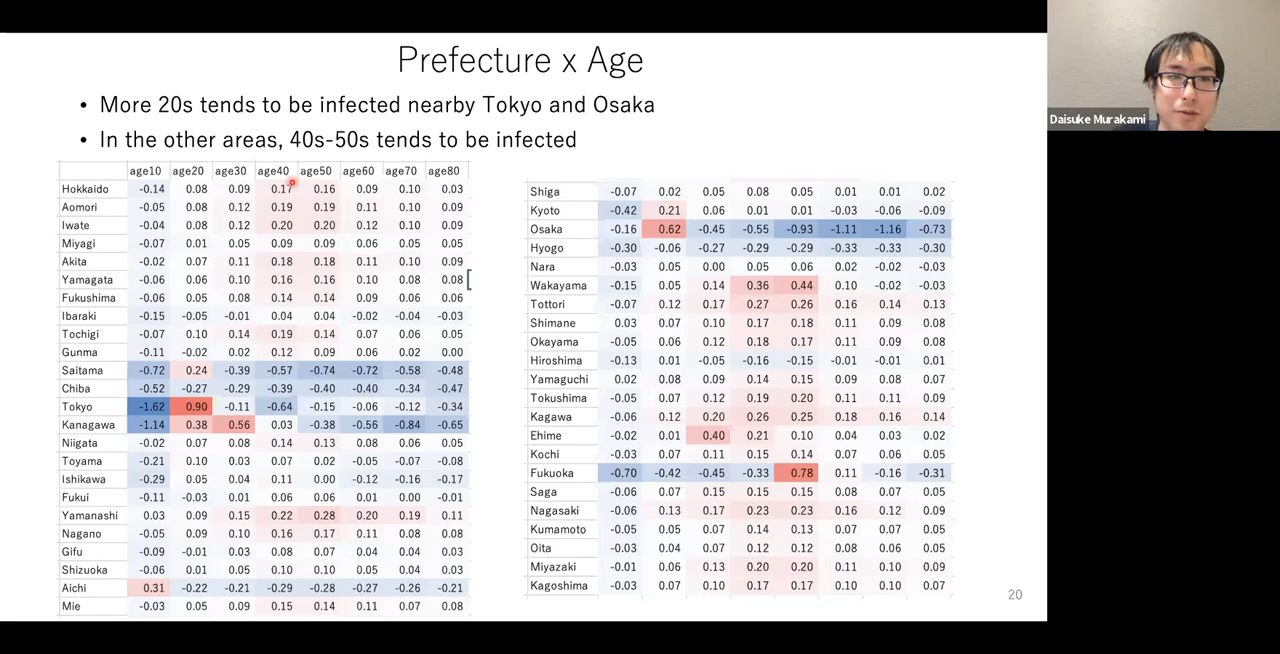 Prefecture x Age
• More 20s tends to be infected nearby Tokyo and Osaka
• In the other areas, 40s-50s tends to be infected
age10 age20 age30 age40 age50 age60 age70 age80
Hokkaido -0.14 0.08 0.09 0.17 0.16 0.09 0.10 0.03
Aomori -0.05 0.08 0.12 0.19 0.19 0.11 0.10 0.09
Iwate -0.04 0.08 0.12 0.20 0.20 0.12 0.10 0.09
Miyagi -0.07 0.01 0.05 0.09 0.09 0.06 0.05 0.05
Akita -0.02 0.07 0.11 0.18 0.18 0.11 0.10 0.09
Yamagata -0.06 0.06 0.10 0.16 0.16 0.10 0.08 0.08
Fukushima -0.06 0.05 0.08 0.14 0.14 0.09 0.06 0.06
Ibaraki -0.15 -0.05 -0.01 0.04 0.04 -0.02 -0.04 -0.03
Tochigi -0.07 0.10 0.14 0.19 0.14 0.07 0.06 0.05
Gunma -0.11 -0.02 0.02 0.12 0.09 0.06 0.02 0.00
Saitama -0.72 0.24 -0.39 -0.57 -0.74 -0.72 -0.58 -0.48
Chiba -0.52 -0.27 -0.29 -0.39 -0.40 -0.40 -0.34 -0.47
Tokyo -1.62 0.90 -0.11 -0.64 -0.15 -0.06 -0.12 -0.34
Kanagawa -1.14 0.38 0.56 0.03 -0.38 -0.56 -0.84 -0.65
Niigata -0.02 0.07 0.08 0.14 0.13 0.08 0.06 0.05
Toyama -0.21 0.10 0.03 0.07 0.02 -0.05 -0.07 -0.08
Ishikawa -0.29 0.05 0.04 0.11 0.00 -0.12 -0.16 -0.17
Fukui -0.11 -0.03 0.01 0.06 0.06 0.01 0.00 -0.01
Yamanashi 0.03 0.09 0.15 0.22 0.28 0.20 0.19 0.11
Nagano -0.05 0.09 0.10 0.16 0.17 0.11 0.08 0.08
Gifu -0.09 -0.01 0.03 0.08 0.07 0.04 0.04 0.03
Shizuoka -0.06 0.01 0.05 0.10 0.10 0.05 0.04 0.03
Aichi 0.31 -0.22 -0.21 -0.29 -0.28 -0.27 -0.26 -0.21
Mie -0.03 0.05 0.09 0.15 0.14 0.11 0.07 0.08
Shiga -0.07 0.02 0.05 0.08 0.05 0.01 0.01 0.02
Kyoto -0.42 0.21 0.06 0.01 0.01 -0.03 -0.06 -0.09
Osaka -0.16 0.62 -0.45 -0.55 -0.93 -1.11 -1.16 -0.73
Hyogo -0.30 -0.06 -0.27 -0.29 -0.29 -0.33 -0.33 -0.30
Nara -0.03 0.05 0.00 0.05 0.06 0.02 -0.02 -0.03
Wakayama -0.15 0.05 0.14 0.36 0.44 0.10 -0.02 -0.03
Tottori -0.07 0.12 0.17 0.27 0.26 0.16 0.14 0.13
Shimane 0.03 0.07 0.10 0.17 0.18 0.11 0.09 0.08
Okayama -0.05 0.06 0.12 0.18 0.17 0.11 0.09 0.08
Hiroshima -0.13 0.01 -0.05 -0.16 -0.15 -0.01 -0.01 0.01
Yamaguchi 0.02 0.08 0.09 0.14 0.15 0.09 0.08 0.07
Tokushima -0.05 0.07 0.12 0.19 0.20 0.11 0.11 0.09
Kagawa -0.06 0.12 0.20 0.26 0.25 0.18 0.16 0.14
Ehime -0.02 0.01 0.40 0.21 0.10 0.04 0.03 0.02
Kochi -0.03 0.07 0.11 0.15 0.14 0.07 0.06 0.05
Fukuoka -0.70 -0.42 -0.45 -0.33 0.78 0.11 -0.16 -0.31
Saga -0.06 0.07 0.15 0.15 0.15 0.08 0.07 0.05
Nagasaki -0.06 0.13 0.17 0.23 0.23 0.16 0.12 0.09
Kumamoto -0.05 0.05 0.07 0.14 0.13 0.07 0.07 0.05
Oita -0.03 0.04 0.07 0.12 0.12 0.08 0.06 0.05
Miyazaki -0.01 0.06 0.13 0.20 0.20 0.11 0.10 0.09
Kagoshima -0.03 0.07 0.10 0.17 0.17 0.10 0.10 0.07
20
Daisuke Murakami